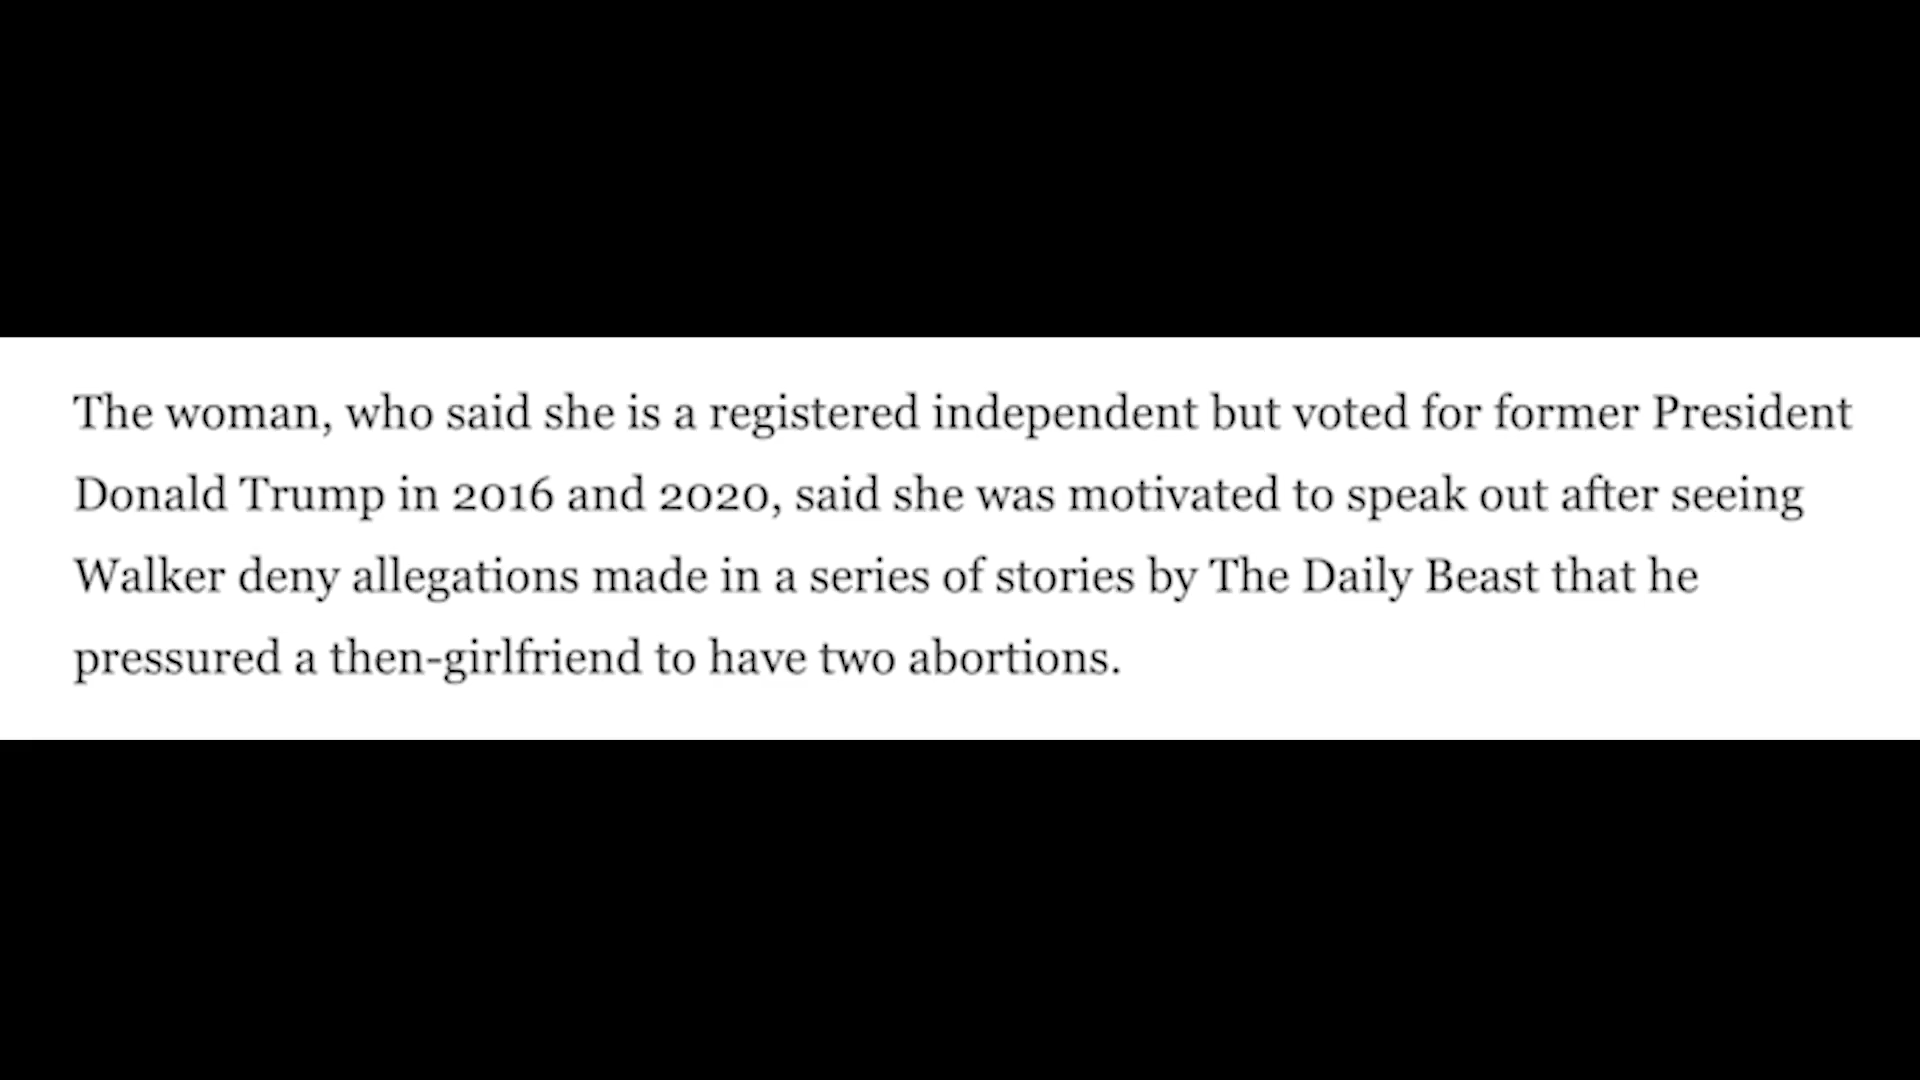 The woman, who said she is a registered independent but voted for former President
Donald Trump in 2016 and 2020, said she was motivated to speak out after seeing
Walker deny allegations made in a series of stories by The Daily Beast that he
pressured a then-girlfriend to have two abortions.